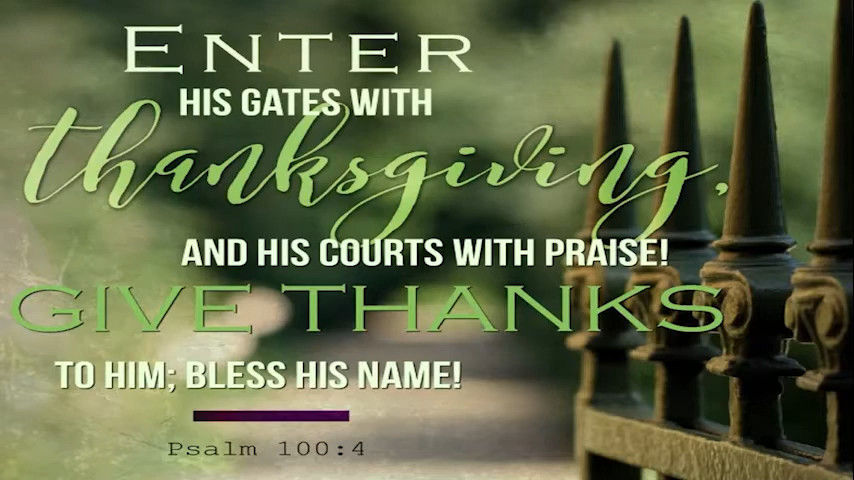 ENTER
HIS GATES WITH
thanksgiving,
AND HIS COURTS WITH PRAISE!
GIVE THANKS
TO HIM; BLESS HIS NAME!
Psalm 100:4